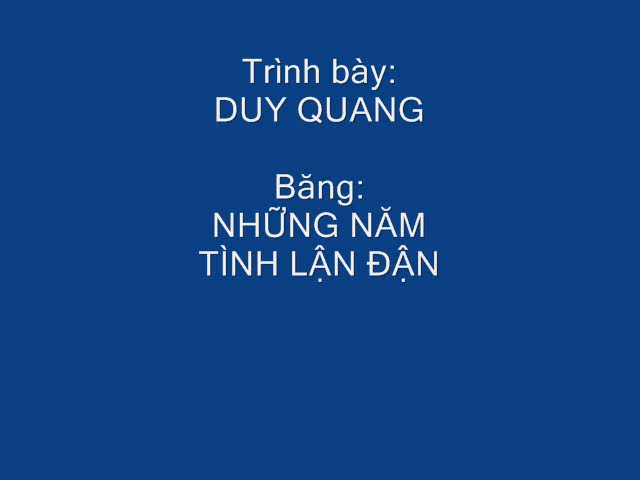 Trình bày:
DUY QUANG
Băng:
NHỮNG NĂM
TÌNH LẬN ĐẬN